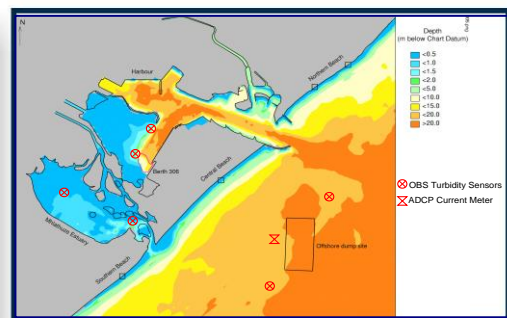 N
Depth
(m below Chart Datum)
<0.5
<1.0
<1.5
<2.0
<5.0
<10.0
<15.0
<20.0
>20.0
Harbour
Northern Beach
Berth 308
Central Beach
OBS Turbidity Sensors
ADCP Current Meter
Offshore dump site
Mhlathuze Estuary
Southern Beach